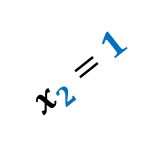 x₂ = 1